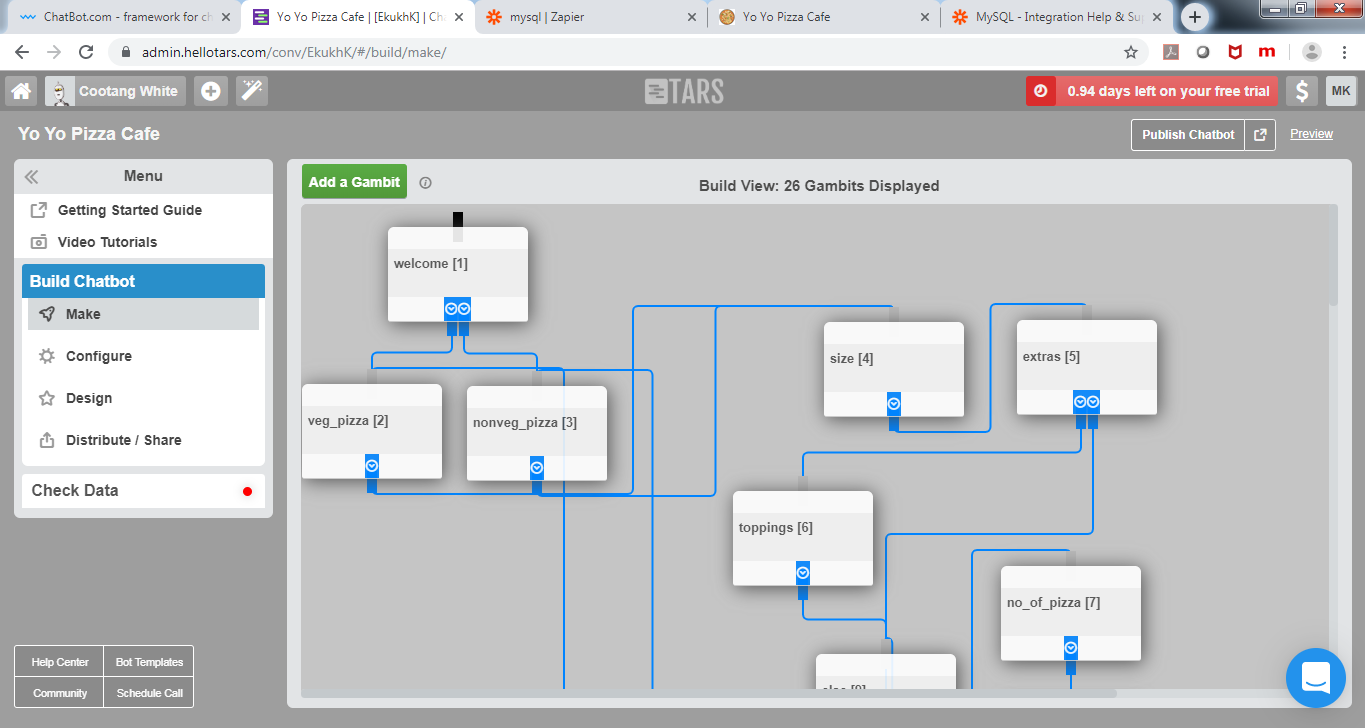 ChatBot.com - framework for ch
Yo Yo Pizza Cafe | [EkukhK] | Ch
mysql | Zapier
Yo Yo Pizza Cafe
MySQL - Integration Help & Sup
admin.hellotars.com/conv/EkukhK/#/build/make/
Cootang White
TARS
0.94 days left on your free trial
$
MK
Yo Yo Pizza Cafe
Publish Chatbot
Preview
Menu
Getting Started Guide
Video Tutorials
Build Chatbot
Make
Configure
Design
Distribute / Share
Check Data
Help Center
Bot Templates
Community
Schedule Call
Add a Gambit
Build View: 26 Gambits Displayed
welcome [1]
veg_pizza [2]
nonveg_pizza [3]
size [4]
extras [5]
toppings [6]
no_of_pizza [7]